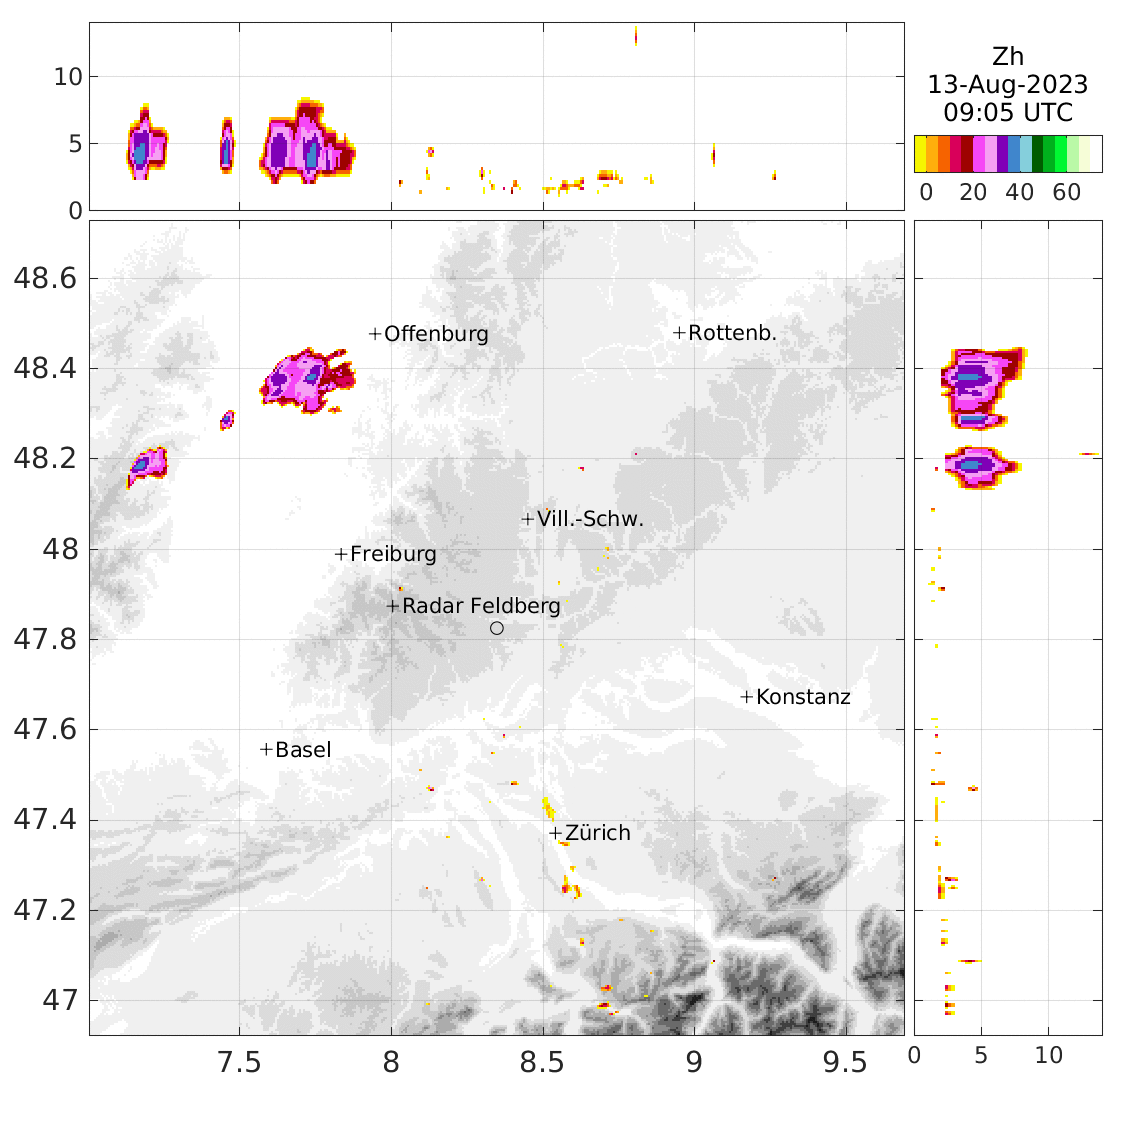 10
5
0
Zh
13-Aug-2023
09:05 UTC
0 20 40 60
48.6
48.4
48.2
48
47.8
47.6
47.4
47.2
47
Offenburg
Rottenb.
Vill.-Schw.
Freiburg
Radar Feldberg
Konstanz
Basel
Zürich
7.5 8 8.5 9 9.5
0 5 10